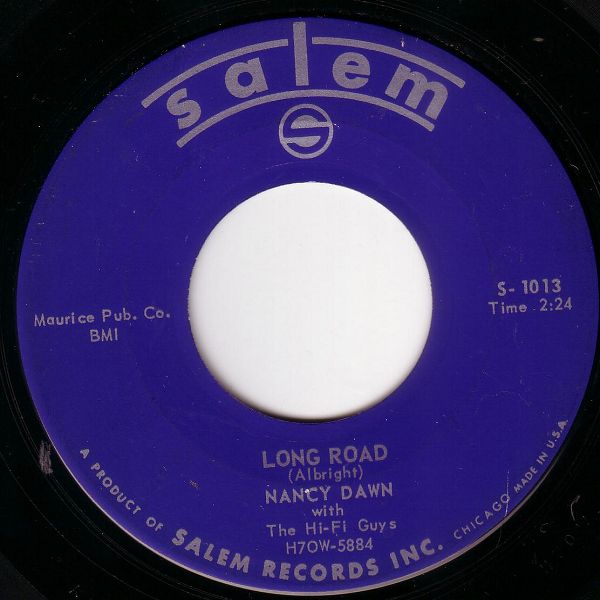 salem
S
S- 1013
Time 2:24
Maurice Pub. Co.
BMI
LONG ROAD
(Albright)
NANCY DAWN
with
The Hi-Fi Guys
H7OW-5884
A PRODUCT OF SALEM RECORDS INC. CHICAGO MADE IN U.S.A.